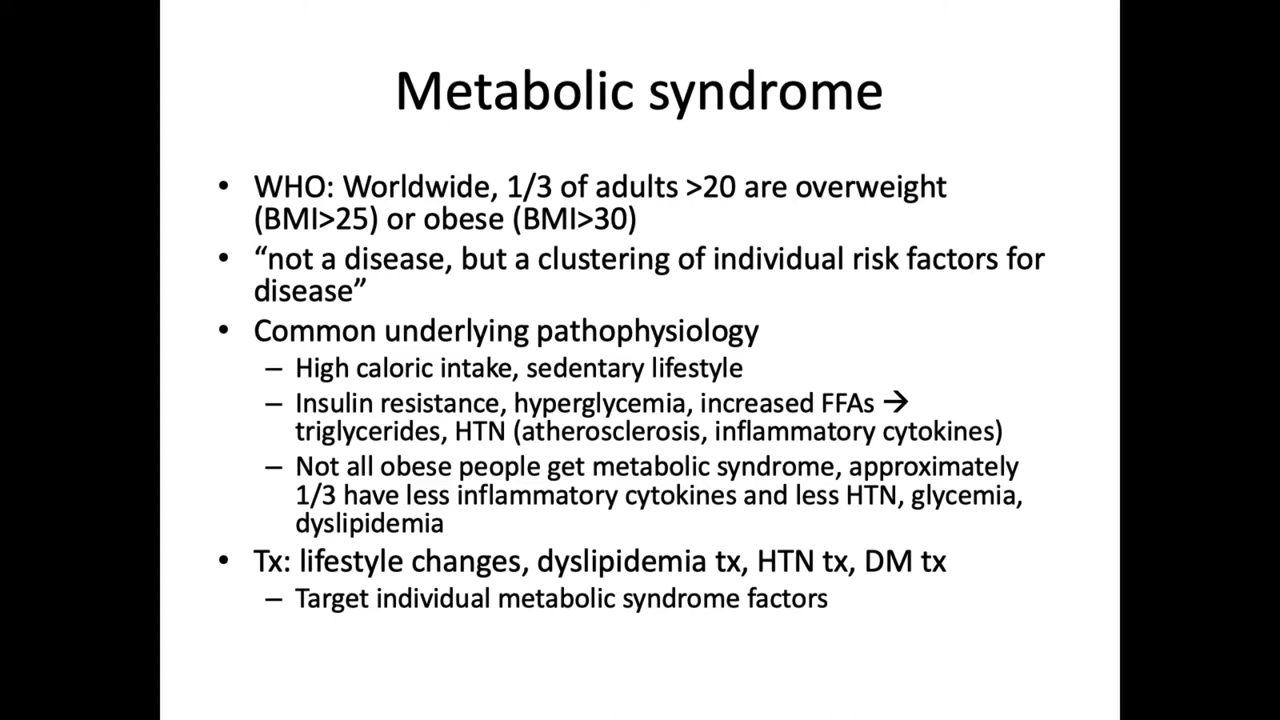 Metabolic syndrome
• WHO: Worldwide, 1/3 of adults >20 are overweight
(BMI>25) or obese (BMI>30)
• “not a disease, but a clustering of individual risk factors for
disease”
• Common underlying pathophysiology
– High caloric intake, sedentary lifestyle
– Insulin resistance, hyperglycemia, increased FFAs →
triglycerides, HTN (atherosclerosis, inflammatory cytokines)
– Not all obese people get metabolic syndrome, approximately
1/3 have less inflammatory cytokines and less HTN, glycemia,
dyslipidemia
• Tx: lifestyle changes, dyslipidemia tx, HTN tx, DM tx
– Target individual metabolic syndrome factors